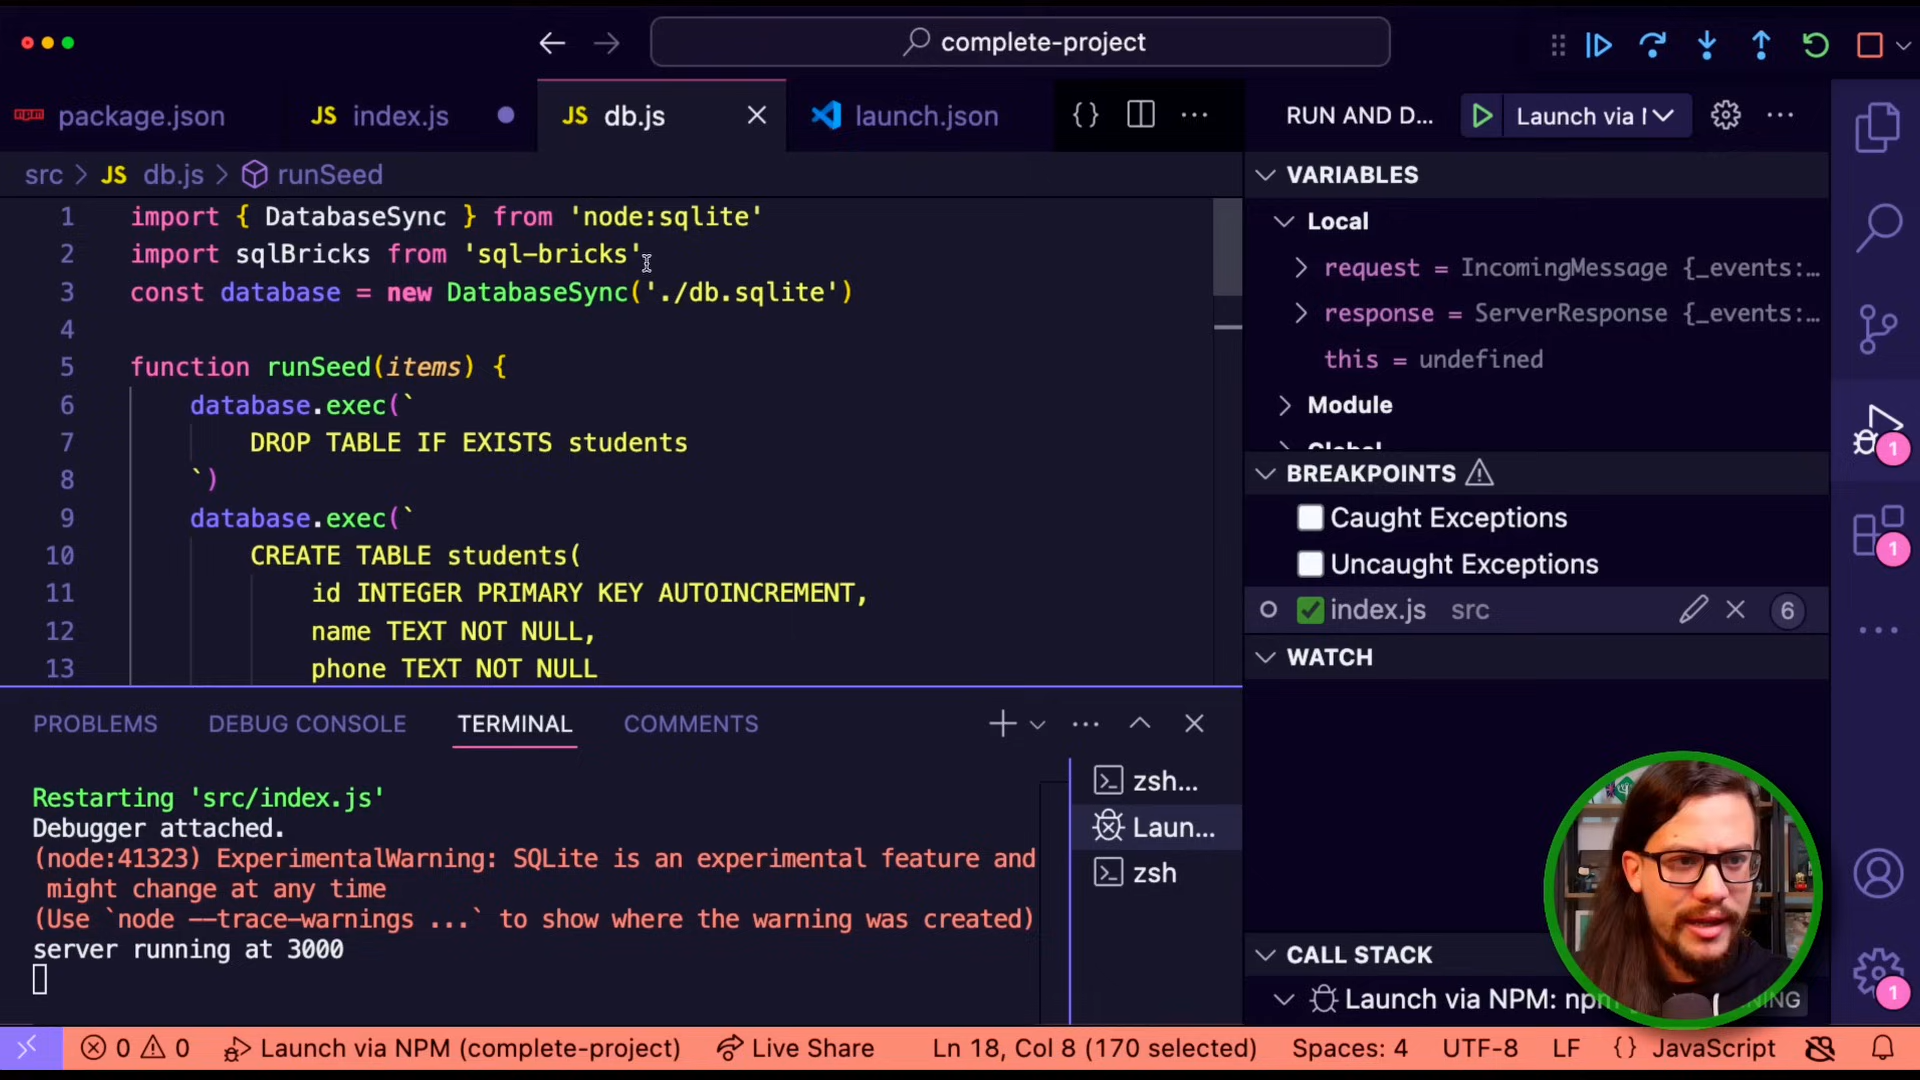 complete-project
package.json
JS index.js
JS db.js
launch.json
{}
RUN AND D...
Launch via
src > JS db.js > runSeed
1 import { DatabaseSync } from 'node:sqlite'
2 import sqlBricks from 'sql-bricks'
3 const database = new DatabaseSync('./db.sqlite')
4
5 function runSeed(items) {
6 database.exec(`
7 DROP TABLE IF EXISTS students
8 `)
9 database.exec(`
10 CREATE TABLE students(
11 id INTEGER PRIMARY KEY AUTOINCREMENT,
12 name TEXT NOT NULL,
13 phone TEXT NOT NULL
VARIABLES
Local
request = IncomingMessage {_events:...
response = ServerResponse {_events:...
this = undefined
Module
Global
BREAKPOINTS
Caught Exceptions
Uncaught Exceptions
index.js src 6
WATCH
CALL STACK
Launch via NPM: npm
1
1
1
PROBLEMS
DEBUG CONSOLE
TERMINAL
COMMENTS
Restarting 'src/index.js'
Debugger attached.
(node:41323) ExperimentalWarning: SQLite is an experimental feature and
might change at any time
(Use `node --trace-warnings ...` to show where the warning was created)
server running at 3000
zsh...
Laun...
zsh
0 0
Launch via NPM (complete-project)
Live Share
Ln 18, Col 8 (170 selected)
Spaces: 4
UTF-8
LF
{} JavaScript